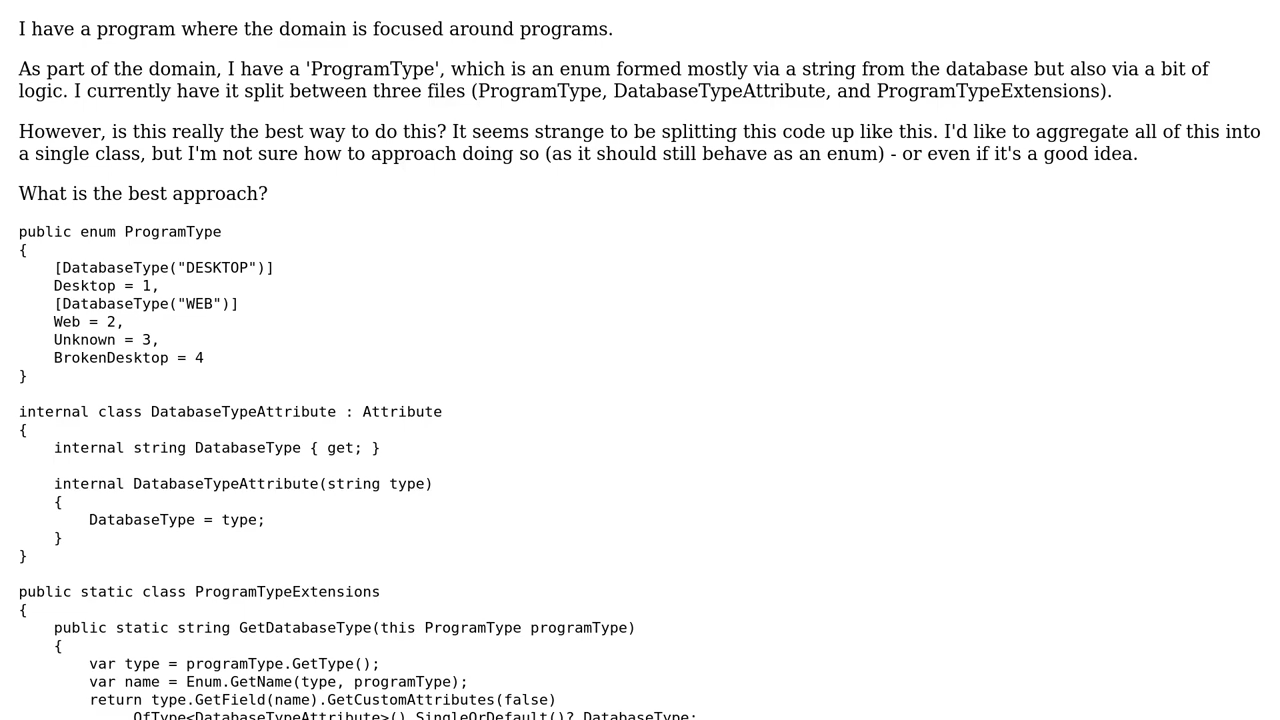 I have a program where the domain is focused around programs.
As part of the domain, I have a 'ProgramType', which is an enum formed mostly via a string from the database but also via a bit of
logic. I currently have it split between three files (ProgramType, DatabaseTypeAttribute, and ProgramTypeExtensions).
However, is this really the best way to do this? It seems strange to be splitting this code up like this. I'd like to aggregate all of this into
a single class, but I'm not sure how to approach doing so (as it should still behave as an enum) - or even if it's a good idea.
What is the best approach?
public enum ProgramType
{
    [DatabaseType("DESKTOP")]
    Desktop = 1,
    [DatabaseType("WEB")]
    Web = 2,
    Unknown = 3,
    BrokenDesktop = 4
}
internal class DatabaseTypeAttribute : Attribute
{
    internal string DatabaseType { get; }
    internal DatabaseTypeAttribute(string type)
    {
        DatabaseType = type;
    }
}
public static class ProgramTypeExtensions
{
    public static string GetDatabaseType(this ProgramType programType)
    {
        var type = programType.GetType();
        var name = Enum.GetName(type, programType);
        return type.GetField(name).GetCustomAttributes(false)
            .OfType<DatabaseTypeAttribute>().SingleOrDefault()?.DatabaseType;